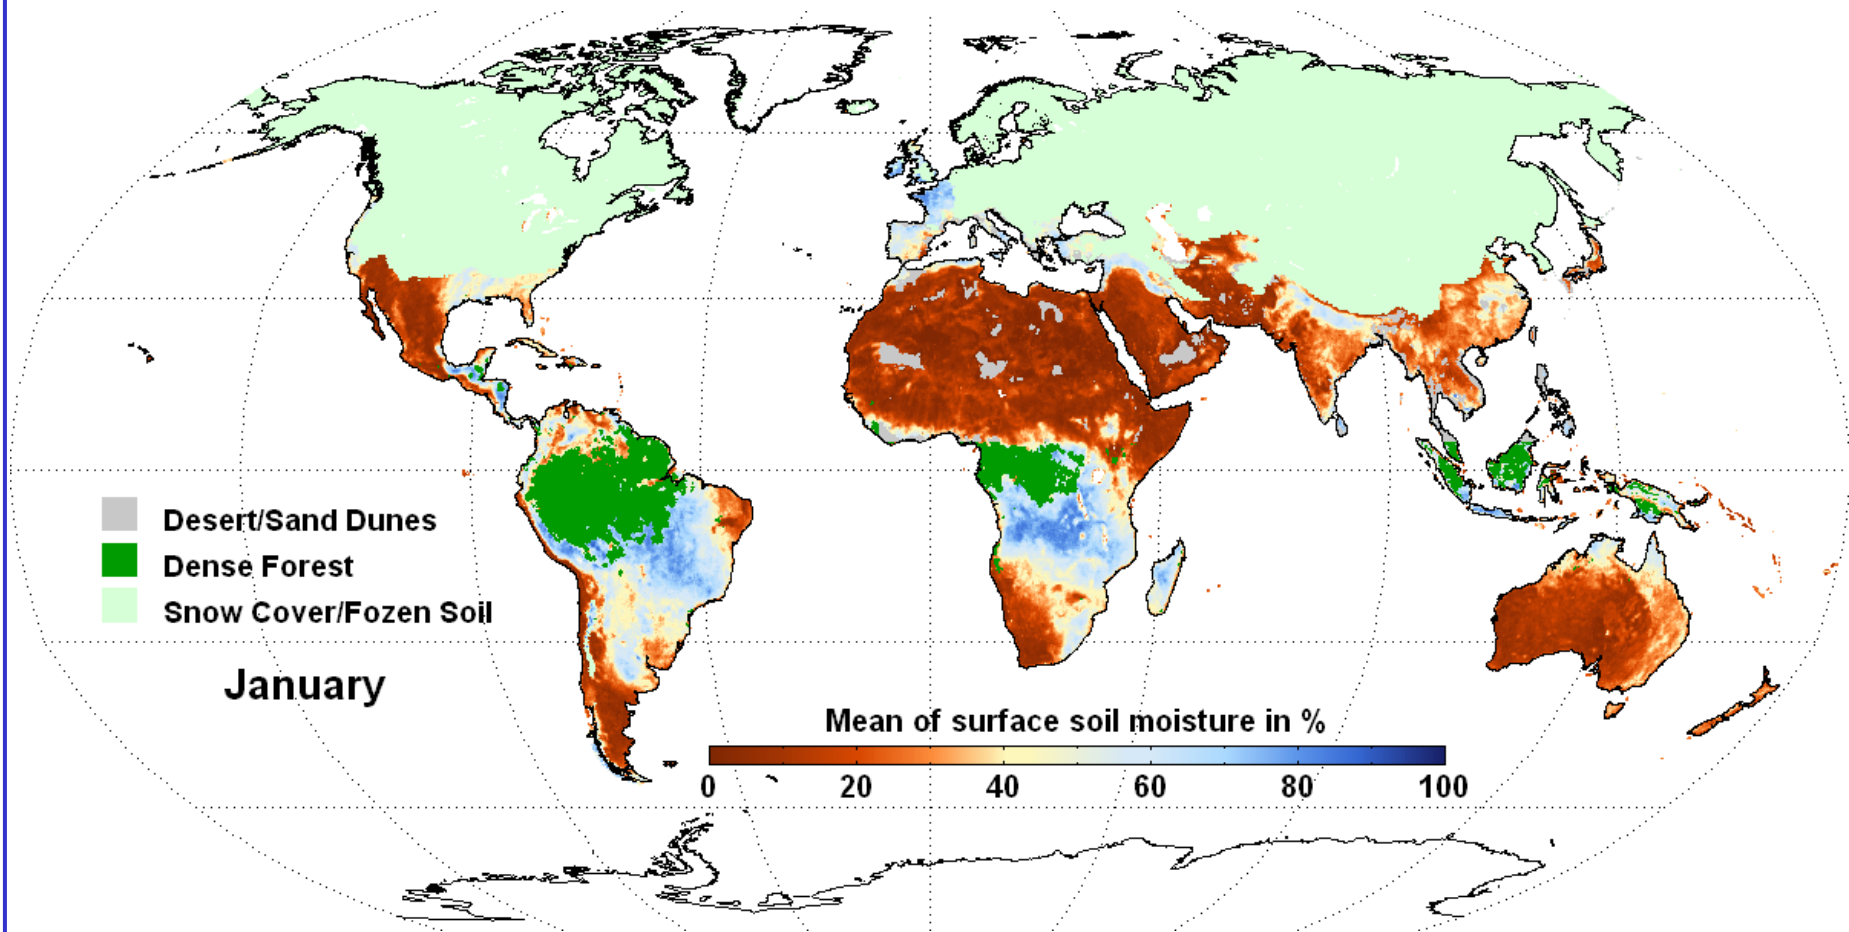 Desert/Sand Dunes
Dense Forest
Snow Cover/Fozen Soil
January
Mean of surface soil moisture in %
0 20 40 60 80 100